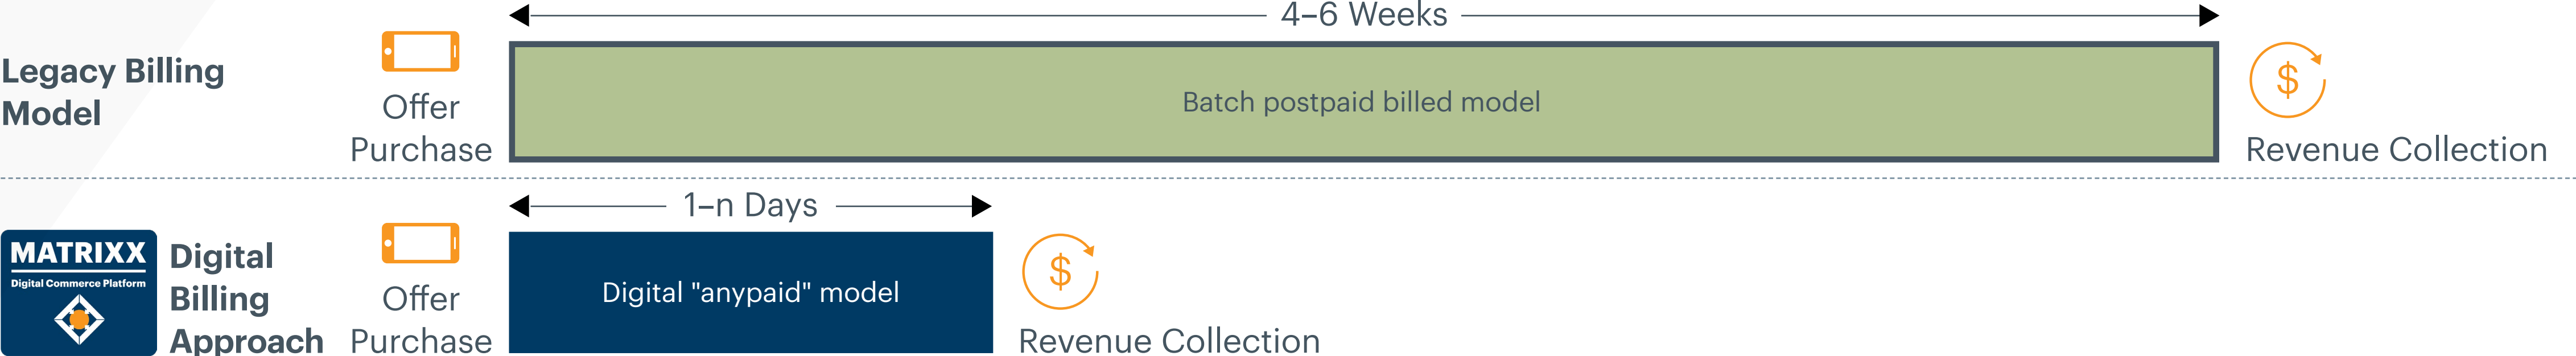 4–6 Weeks
Legacy Billing
Model
Offer
Purchase
Batch postpaid billed model
$
Revenue Collection
1–n Days
MATRIXX
Digital Commerce Platform
Digital
Billing
Approach
Offer
Purchase
Digital "anypaid" model
$
Revenue Collection